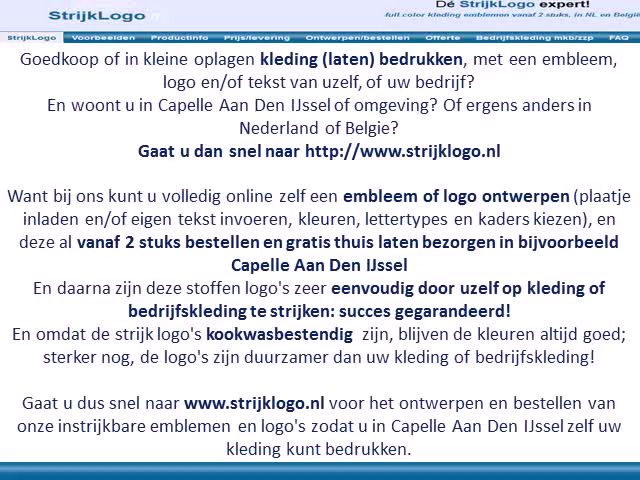 StrijkLogo
Dé StrijkLogo expert!
full color kleding emblemen vanaf 2 stuks, in NL en België
StrijkLogo Voorbeelden Productinfo Prijs/levering Ontwerpen/bestellen Offerte Bedrijfskleding mkb/zzp FAQ
Goedkoop of in kleine oplagen kleding (laten) bedrukken, met een embleem,
logo en/of tekst van uzelf, of uw bedrijf?
En woont u in Capelle Aan Den IJssel of omgeving? Of ergens anders in
Nederland of Belgie?
Gaat u dan snel naar http://www.strijklogo.nl
Want bij ons kunt u volledig online zelf een embleem of logo ontwerpen (plaatje
inladen en/of eigen tekst invoeren, kleuren, lettertypes en kaders kiezen), en
deze al vanaf 2 stuks bestellen en gratis thuis laten bezorgen in bijvoorbeeld
Capelle Aan Den IJssel
En daarna zijn deze stoffen logo's zeer eenvoudig door uzelf op kleding of
bedrijfskleding te strijken: succes gegarandeerd!
En omdat de strijk logo's kookwasbestendig zijn, blijven de kleuren altijd goed;
sterker nog, de logo's zijn duurzamer dan uw kleding of bedrijfskleding!
Gaat u dus snel naar www.strijklogo.nl voor het ontwerpen en bestellen van
onze instrijkbare emblemen en logo's zodat u in Capelle Aan Den IJssel zelf uw
kleding kunt bedrukken.